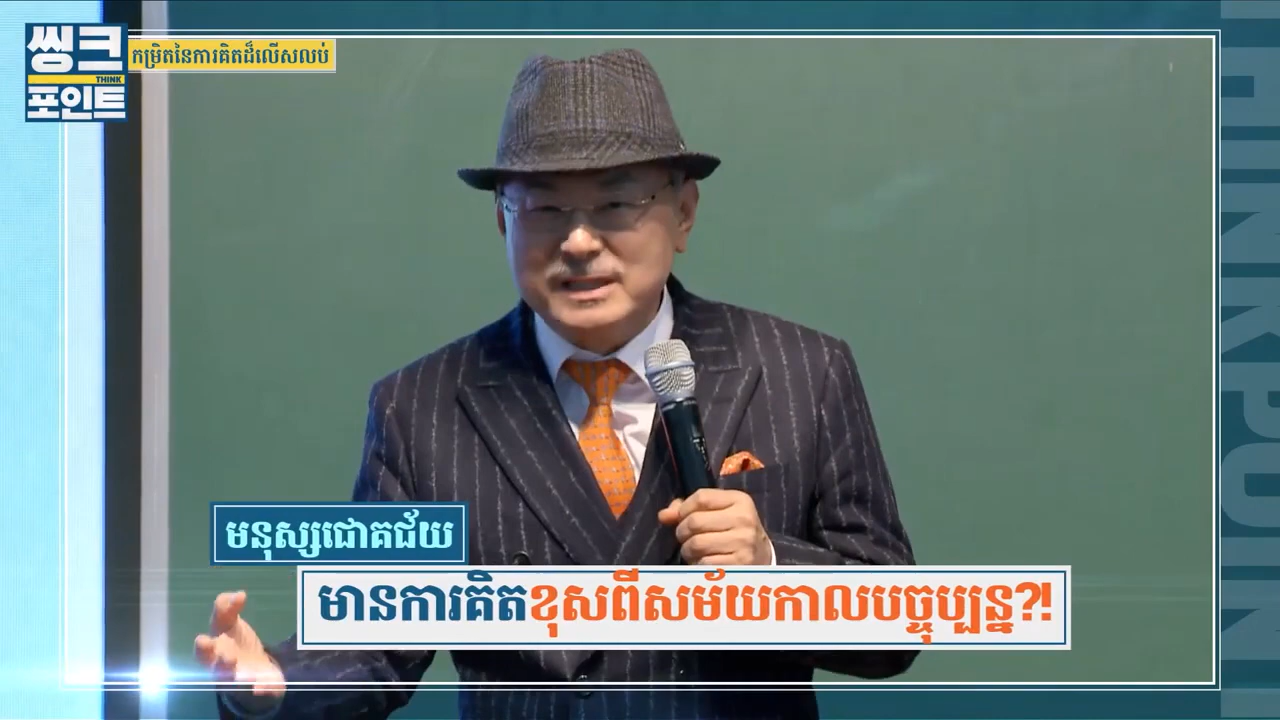 씽크
THINK
포인트
កម្រិតនៃការគិតដ៏លើសលប់
THINKPOIN
មនុស្សជោគជ័យ
មានការគិតខុសពីសម័យកាលបច្ចុប្បន្ន?!